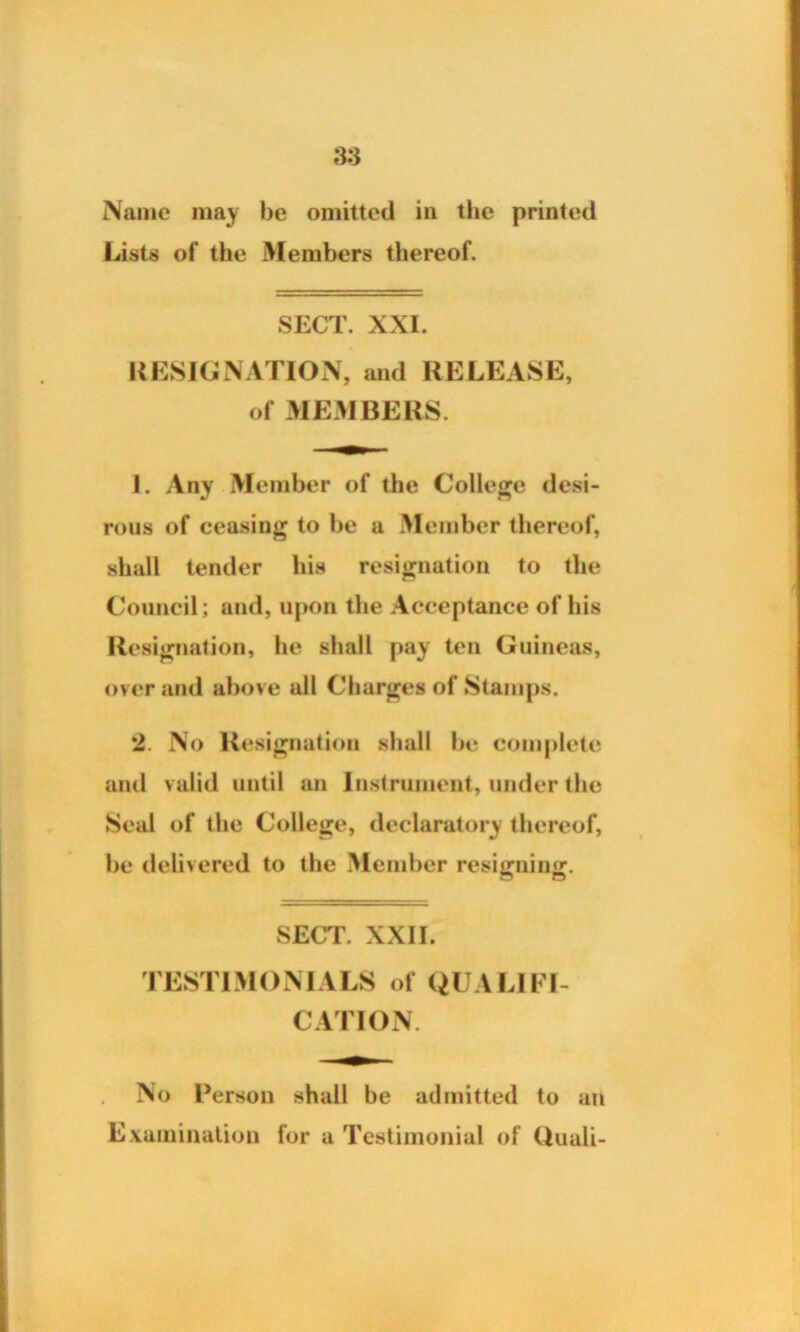 33
Name may be omitted in the printed
Lists of the Members thereof.
SECT. XXI.
RESIGNATION, and RELEASE,
of MEMBERS.
1. Any Member of the College desi-
rous of ceasing to be a Member thereof,
shall tender his resignation to the
Council; and, upon the Acceptance of his
Resignation, he shall pay ten Guineas,
over and above all Charges of Stamps.
2. No Resignation shall be complete
and valid until an Instrument, under the
Seal of the College, declaratory thereof,
be delivered to the Member resigning.
SECT. XXII.
TESTIMONIALS of QUALIFI-
CATION.
No Person shall be admitted to an
Examination for a Testimonial of Quali-